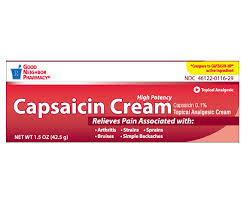 GOOD
NEIGHBOR
PHARMACY®
*Compare to CAPZASIN-HP®
active ingredient
NDC 46122-0116-29
High Potency
Topical Analgesic
Capsaicin Cream
Capsaicin 0.1%
Topical Analgesic Cream
Relieves Pain Associated with:
NET WT 1.5 OZ (42.5 g)
• Arthritis • Strains • Sprains
• Bruises • Simple Backaches